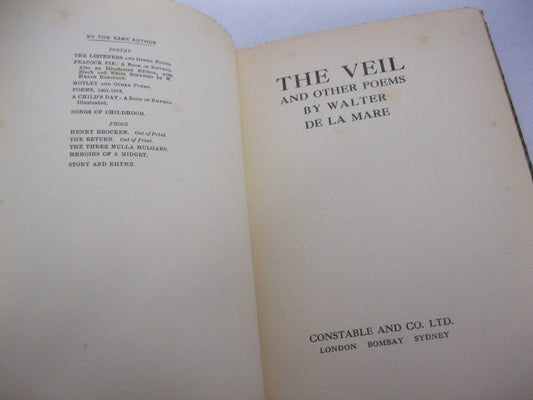 BY THE SAME AUTHOR
POETRY
THE LISTENERS AND OTHER POEMS
PEACOCK PIE: A BOOK OF RHYMES.
Also an Illustrated Edition, with
Black and White Drawings by W.
HEATH ROBINSON.
MOTLEY AND OTHER POEMS.
POEMS, 1901-1918.
A CHILD'S DAY: A BOOK OF RHYMES
Illustrated.
SONGS OF CHILDHOOD.
PROSE
HENRY BROCKEN. Out of Print.
THE RETURN. Out of Print.
THE THREE MULLA MULGARS.
MEMOIRS OF A MIDGET.
STORY AND RHYME.
THE VEIL
AND OTHER POEMS
BY WALTER
DE LA MARE
CONSTABLE AND CO. LTD.
LONDON BOMBAY SYDNEY